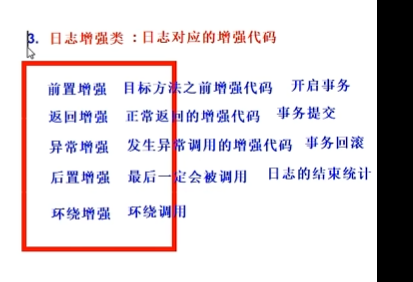 3. 日志增强类 ：日志对应的增强代码
前置增强 目标方法之前增强代码 开启事务
返回增强 正常返回的增强代码 事务提交
异常增强 发生异常调用的增强代码 事务回滚
后置增强 最后一定会被调用 日志的结束统计
环绕增强 环绕调用